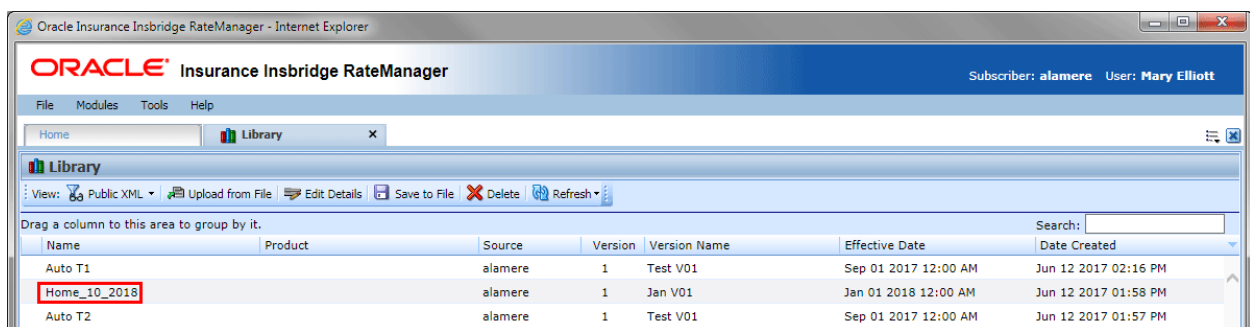 Oracle Insurance Insbridge RateManager - Internet Explorer
ORACLE® Insurance Insbridge RateManager
Subscriber: alamere User: Mary Elliott
File Modules Tools Help
Home Library x
Library
View: Public XML Upload from File Edit Details Save to File Delete Refresh
Drag a column to this area to group by it. Search:
Name Product Source Version Version Name Effective Date Date Created
Auto T1 alamere 1 Test V01 Sep 01 2017 12:00 AM Jun 12 2017 02:16 PM
Home_10_2018 alamere 1 Jan V01 Jan 01 2018 12:00 AM Jun 12 2017 01:58 PM
Auto T2 alamere 1 Test V01 Sep 01 2017 12:00 AM Jun 12 2017 01:57 PM